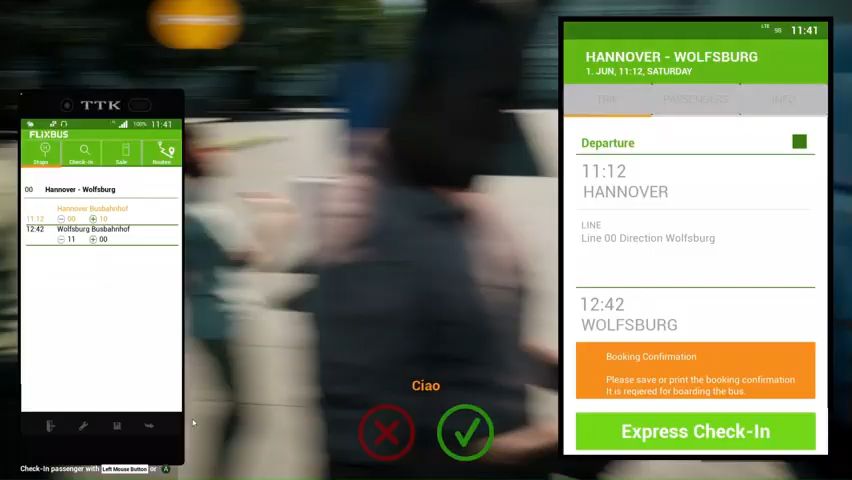 TTK
100% 11:41
FLiXBUS
Stops Check-In Sale Routes
00 Hannover - Wolfsburg
Hannover Busbahnhof
11:12 00 10
12:42 Wolfsburg Busbahnhof
11 00
Check-In passenger with Left Mouse Button or A
Ciao
LTE 11:41
HANNOVER - WOLFSBURG
1. JUN, 11:12, SATURDAY
TRIP PASSENGERS INFO
Departure
11:12
HANNOVER
LINE
Line 00 Direction Wolfsburg
12:42
WOLFSBURG
Booking Confirmation
Please save or print the booking confirmation
It is reqiered for boarding the bus.
Express Check-In